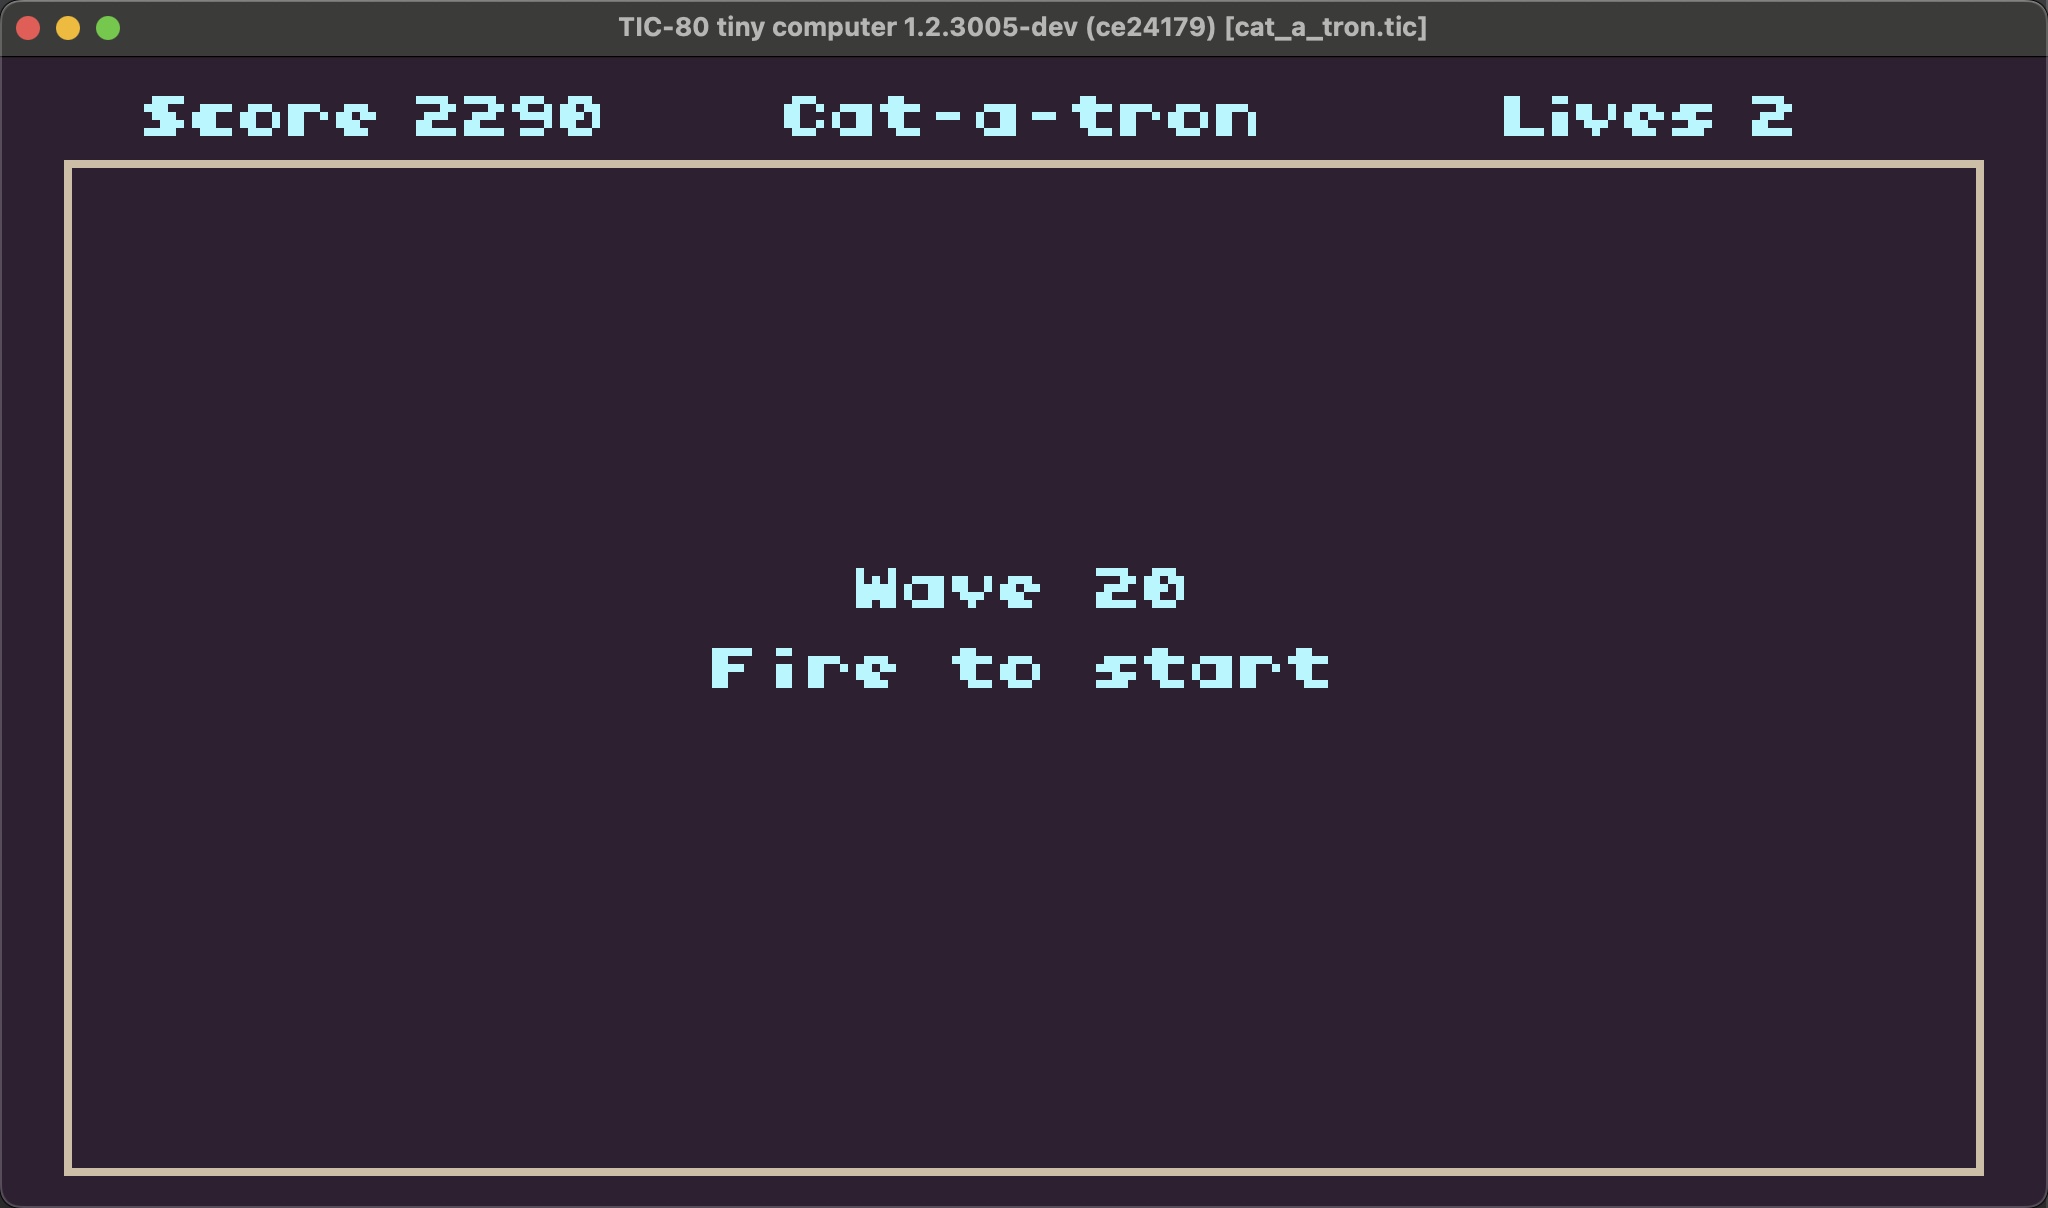 TIC-80 tiny computer 1.2.3005-dev (ce24179) [cat_a_tron.tic]
Score 2290 Cat-a-tron Lives 2
Wave 20
Fire to start